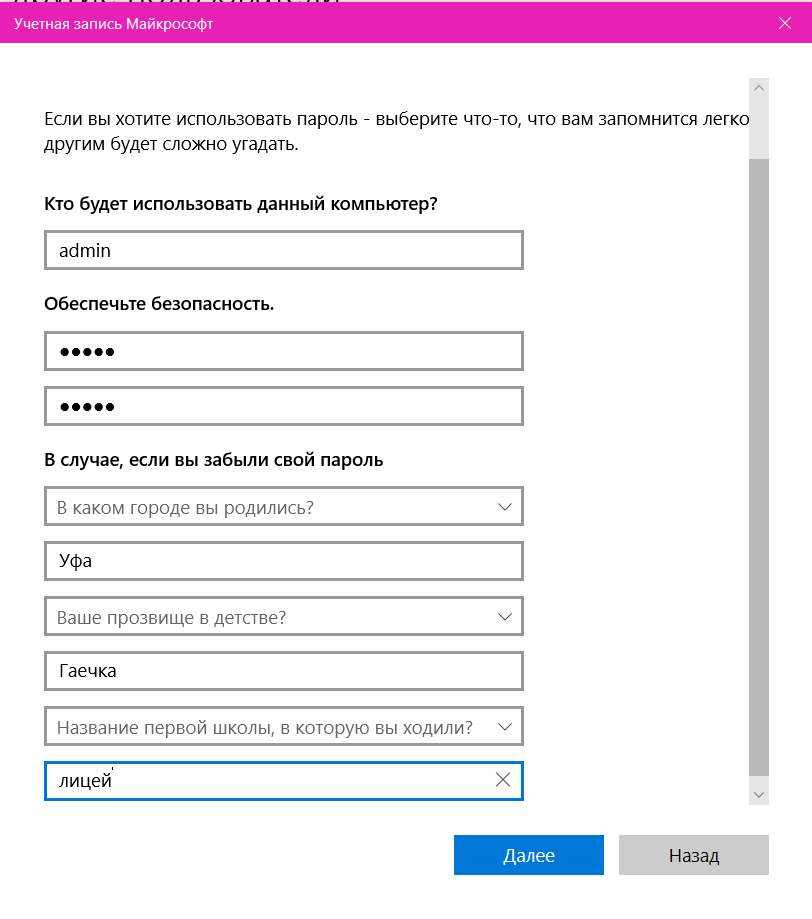 Учетная запись Майкрософт
Если вы хотите использовать пароль - выберите что-то, что вам запомнится легко
другим будет сложно угадать.
Кто будет использовать данный компьютер?
admin
Обеспечьте безопасность.
●●●●●
●●●●●
В случае, если вы забыли свой пароль
В каком городе вы родились?
Уфа
Ваше прозвище в детстве?
Гаечка
Название первой школы, в которую вы ходили?
лицей
Далее
Назад